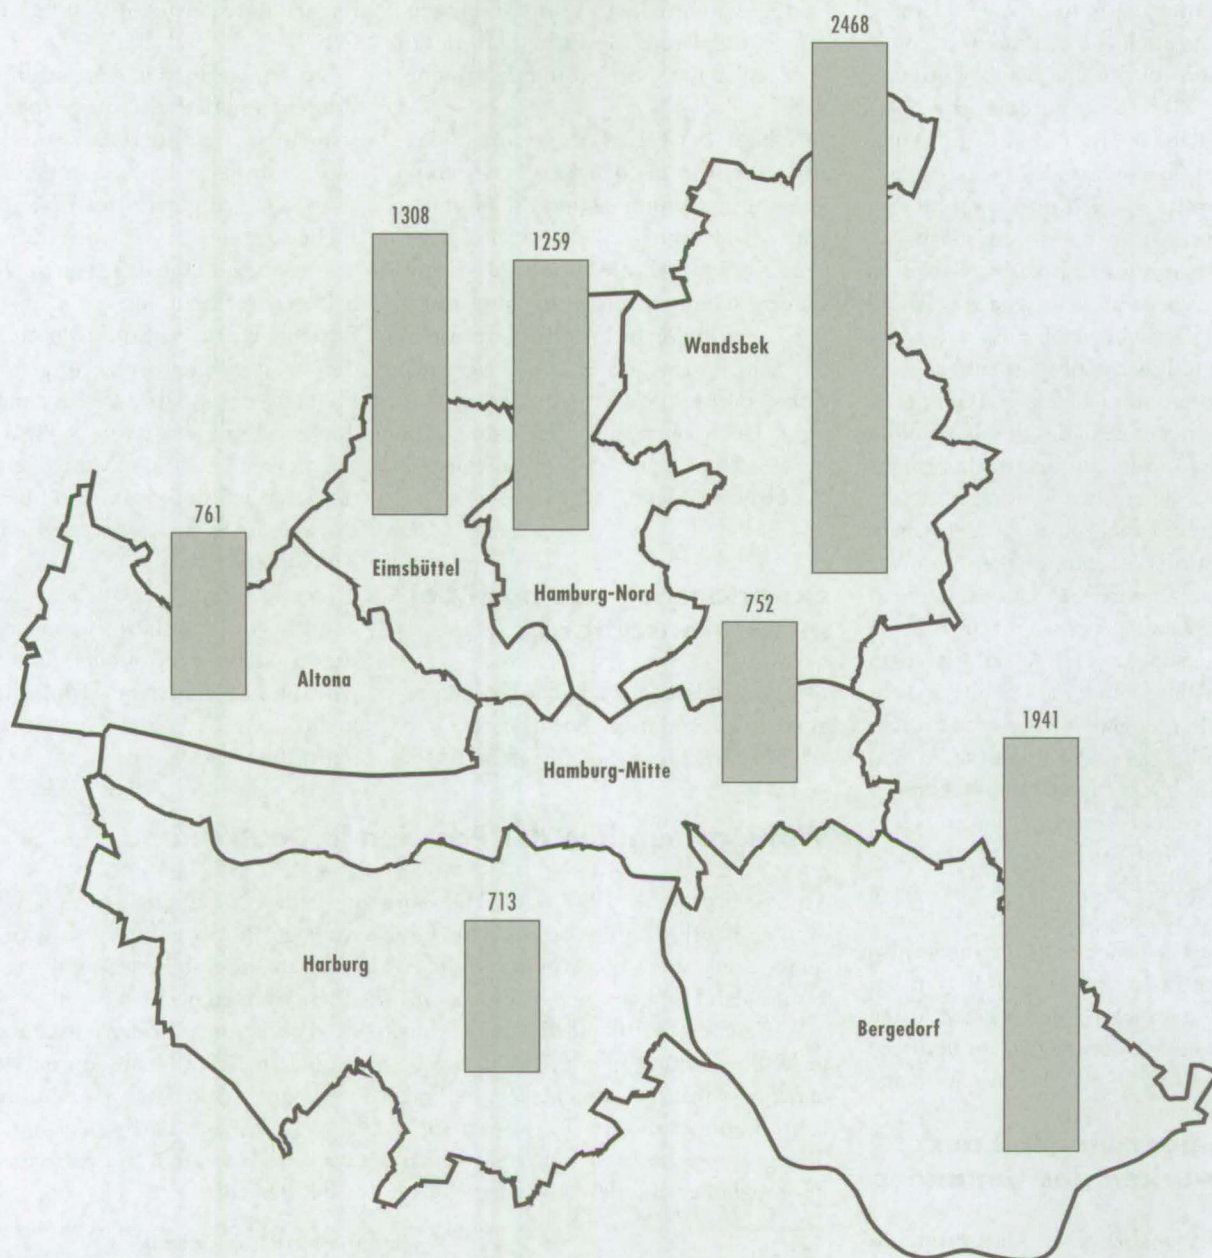 2468
1308
1259
Wandsbek
761
Eimsbüttel
Hamburg-Nord
752
Altona
1941
Hamburg-Mitte
713
Harburg
Bergedorf